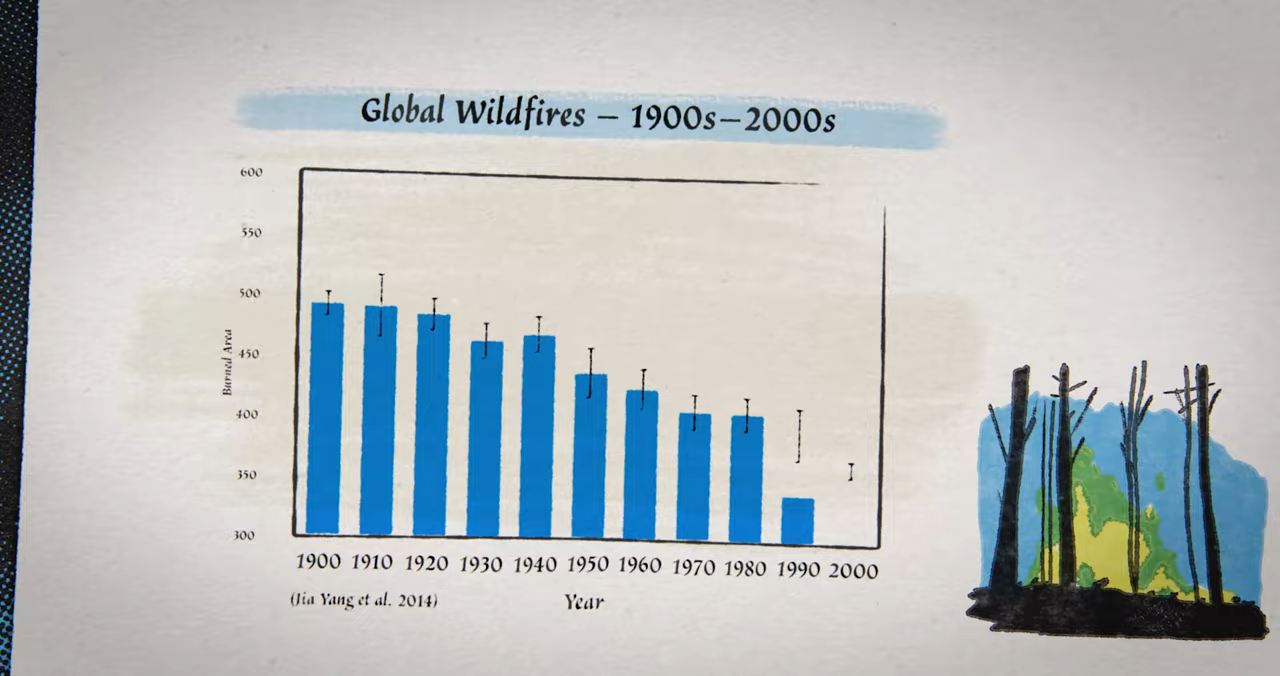 Global Wildfires – 1900s–2000s
600
550
500
450
400
350
300
Burned Area
1900 1910 1920 1930 1940 1950 1960 1970 1980 1990 2000
(Jia Yang et al. 2014)
Year